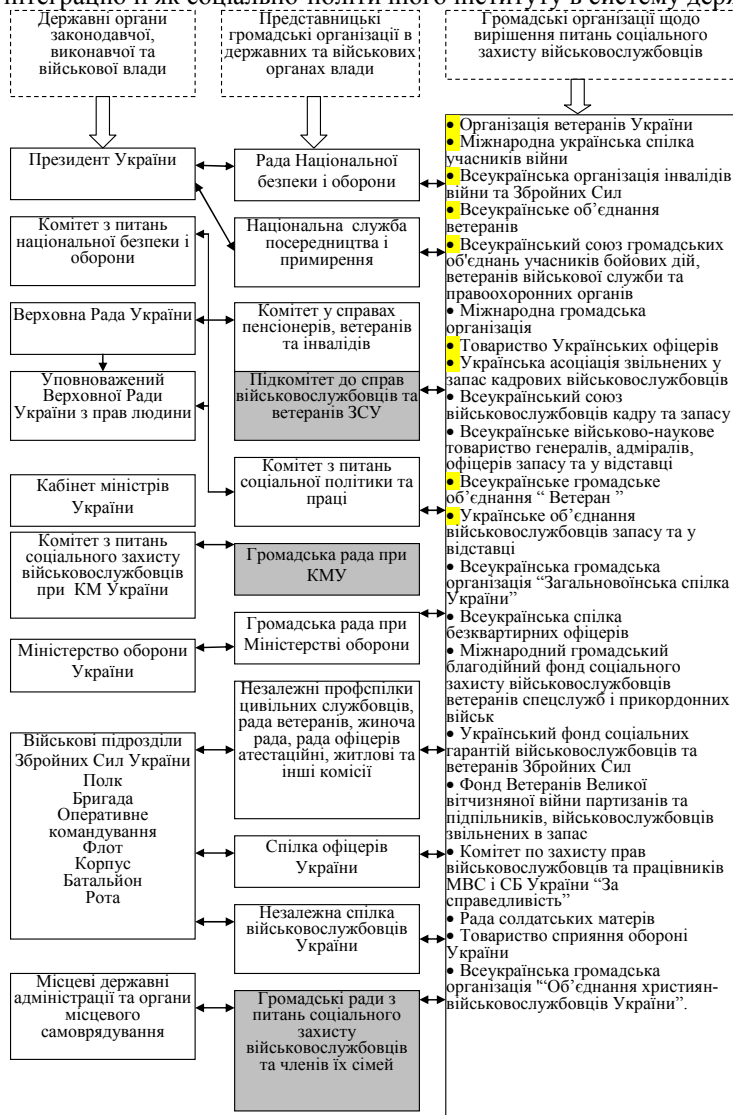 інтеграцію її як соціально-політичного інституту в систему
Державні органи
законодавчої,
виконавчої та
військової влади
Представницькі
громадські організації в
державних та військових
органах влади
Громадські організації щодо
вирішення питань соціального
захисту військовослужбовців
Президент України
Комітет з питань
національної безпеки і
оборони
Верховна Рада України
Уповноважений
Верховної Ради
України з прав людини
Кабінет міністрів
України
Комітет з питань
соціального захисту
військовослужбовців
при КМ України
Міністерство оборони
України
Військові підрозділи
Збройних Сил України
Полк
Бригада
Оперативне
командування
Флот
Корпус
Батальйон
Рота
Місцеві державні
адміністрації та органи
місцевого
самоврядування
Рада Національної
безпеки і оборони
Національна служба
посередництва і
примирення
Комітет у справах
пенсіонерів, ветеранів
та інвалідів
Підкомітет до справ
військовослужбовців та
ветеранів ЗСУ
Комітет з питань
соціальної політики та
праці
Громадська рада при
КМУ
Громадська рада при
Міністерстві оборони
Незалежні профспілки
цивільних службовців,
рада ветеранів, жиноча
рада, рада офіцерів
атестаційні, житлові та
інші комісії
Спілка офіцерів
України
Незалежна спілка
військовослужбовців
України
Громадські ради з
питань соціального
захисту
військовослужбовців
та членів їх сімей
• Організація ветеранів України
• Міжнародна українська спілка
учасників війни
• Всеукраїнська організація інвалідів
війни та Збройних Сил
• Всеукраїнське об’єднання
ветеранів
• Всеукраїнський союз громадських
об'єднань учасників бойових дій,
ветеранів військової служби та
правоохоронних органів
• Міжнародна громадська
організація
• Товариство Українських офіцерів
• Українська асоціація звільнених у
запас кадрових військовослужбовців
• Всеукраїнський союз
військовослужбовців кадру та запасу
• Всеукраїнське військово-наукове
товариство генералів, адміралів,
офіцерів запасу та у відставці
• Всеукраїнське громадське
об’єднання “ Ветеран ”
• Українське об’єднання
військовослужбовців запасу та у
відставці
• Всеукраїнська громадська
організація “Загальновоїнська спілка
України”
• Всеукраїнська спілка
безквартирних офіцерів
• Міжнародний громадський
благодійний фонд соціального
захисту військовослужбовців
ветеранів спецслужб і прикордонних
військ
• Український фонд соціальних
гарантій військовослужбовців та
ветеранів Збройних Сил
• Фонд Ветеранів Великої
вітчизняної війни партизанів та
підпільників, військовослужбовців
звільнених в запас
• Комітет по захисту прав
військовослужбовців та працівників
МВС і СБ України “За
справедливість”
• Рада солдатських матерів
• Товариство сприяння обороні
України
• Всеукраїнська громадська
організація "“Об’єднання християн-
військовослужбовців України”.